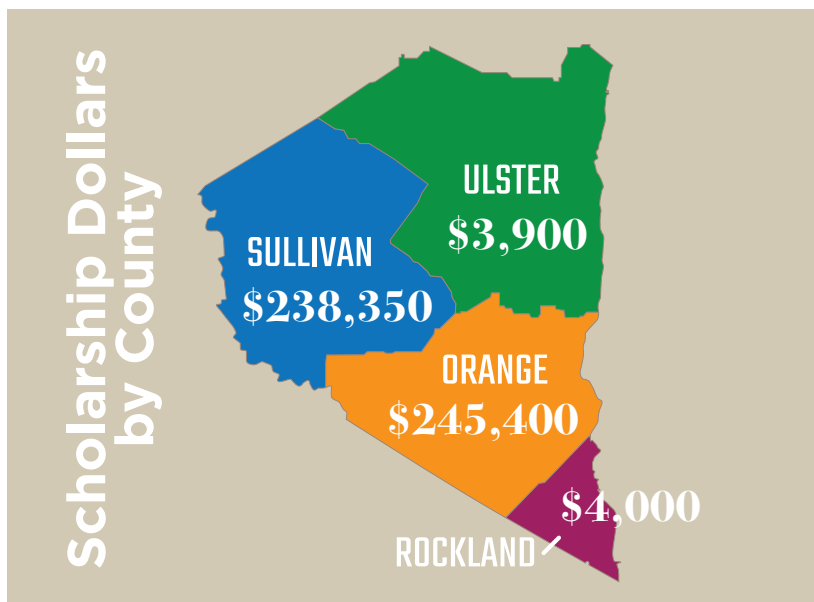 Scholarship Dollars
by County
ULSTER
$3,900
SULLIVAN
$238,350
ORANGE
$245,400
$4,000
ROCKLAND